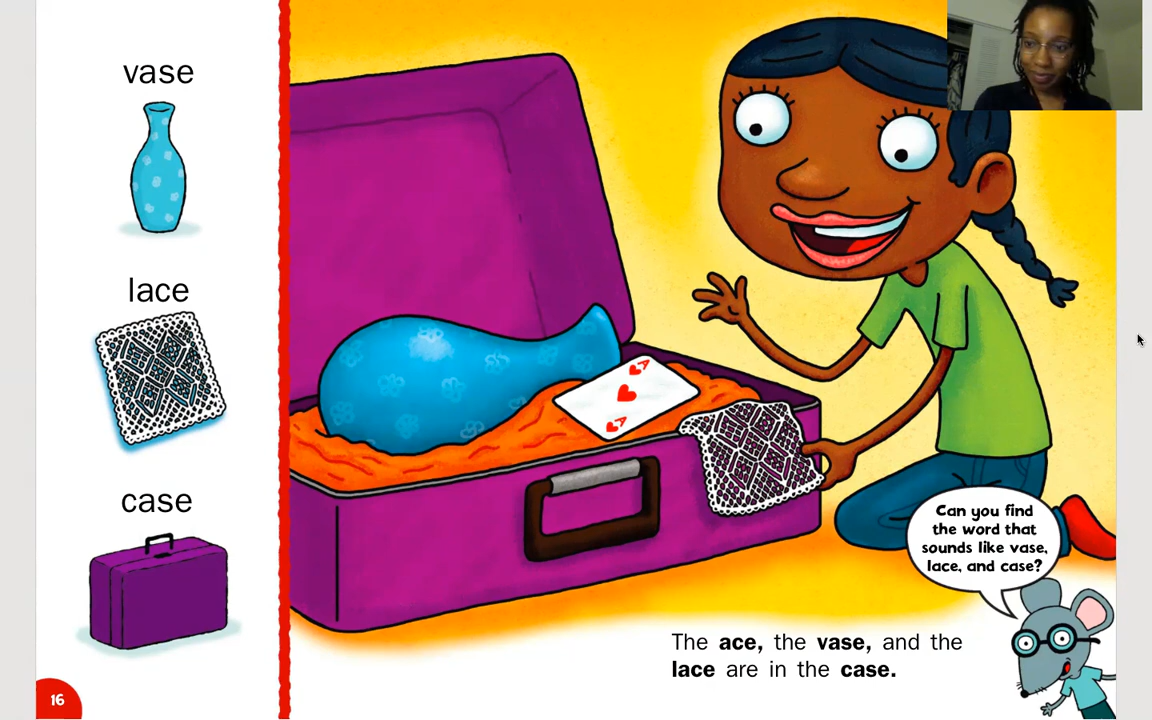 vase
lace
case
A
A
Can you find
the word that
sounds like vase,
lace, and case?
The ace, the vase, and the
lace are in the case.
16